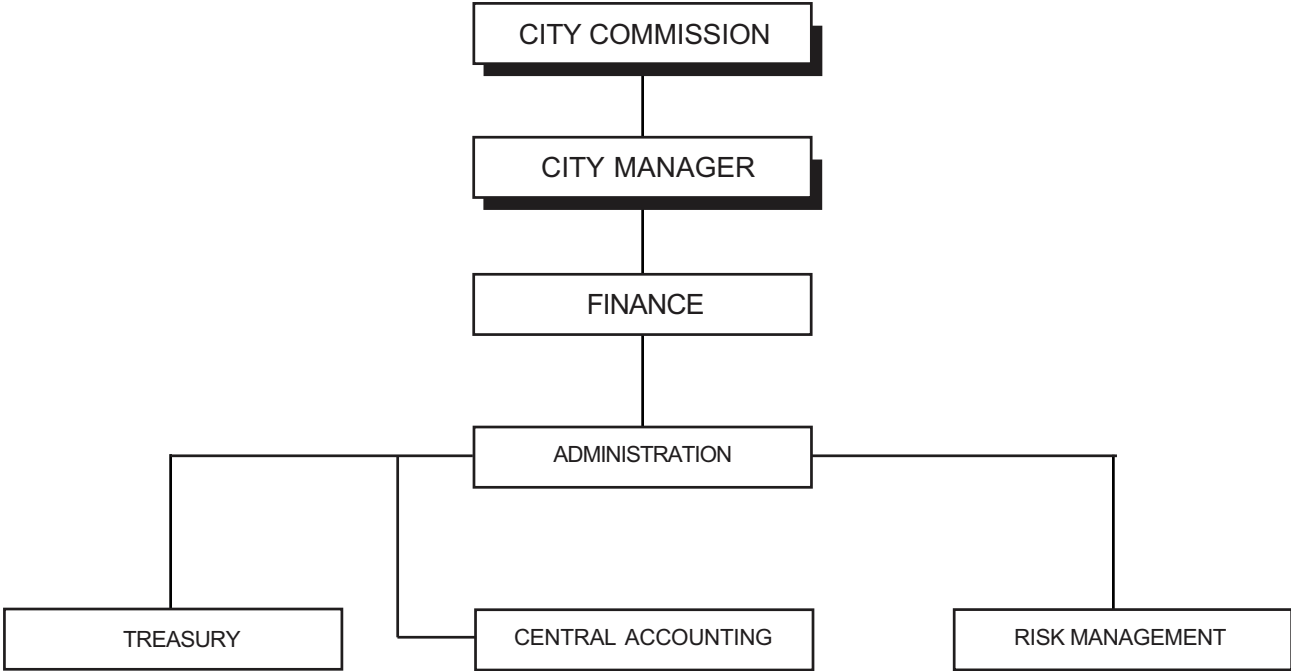 CITY COMMISSION
CITY MANAGER
FINANCE
ADMINISTRATION
TREASURY
CENTRAL ACCOUNTING
RISK MANAGEMENT